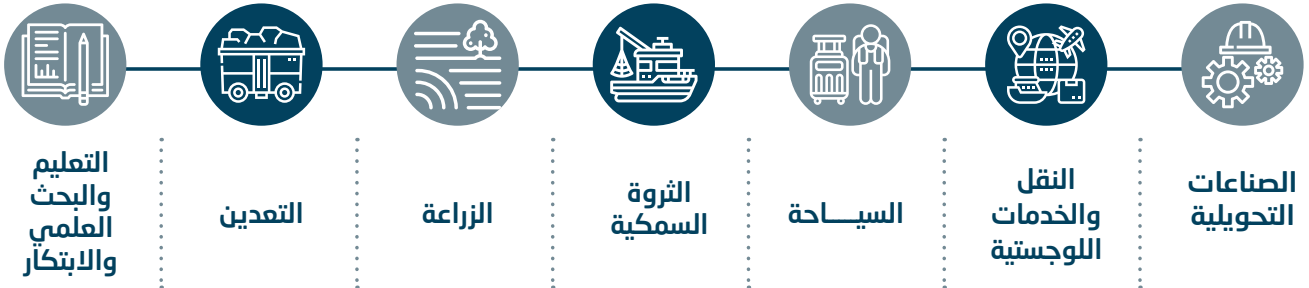 الصناعات
التحويلية
النقل
والخدمات
اللوجستية
السيـــاحة
الثروة
السمكية
الزراعة
التعدين
التعليم
والبحث
العلمي
والابتكار